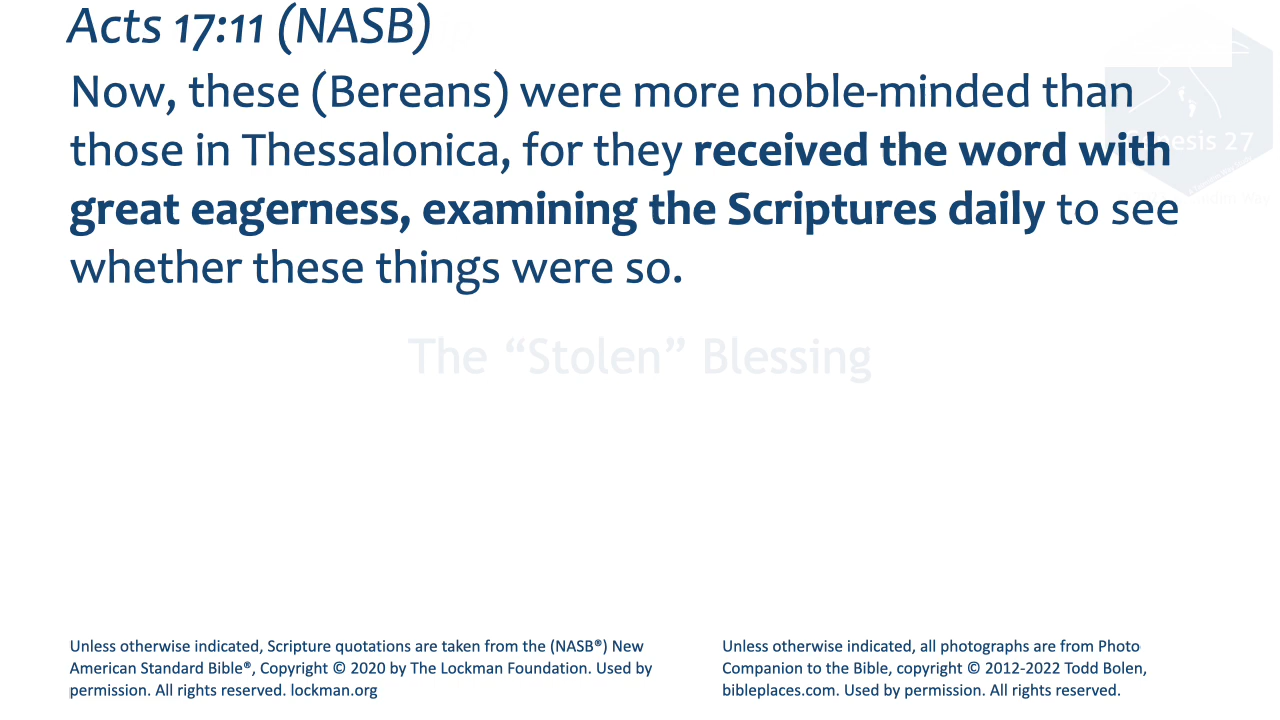 Acts 17:11 (NASB)
Now, these (Bereans) were more noble-minded than
those in Thessalonica, for they received the word with
great eagerness, examining the Scriptures daily to see
whether these things were so.
esis 27
The “Stolen” Blessing
Unless otherwise indicated, Scripture quotations are taken from the (NASB®) New
American Standard Bible®, Copyright © 2020 by The Lockman Foundation. Used by
permission. All rights reserved. lockman.org
Unless otherwise indicated, all photographs are from Photo
Companion to the Bible, copyright © 2012-2022 Todd Bolen,
bibleplaces.com. Used by permission. All rights reserved.